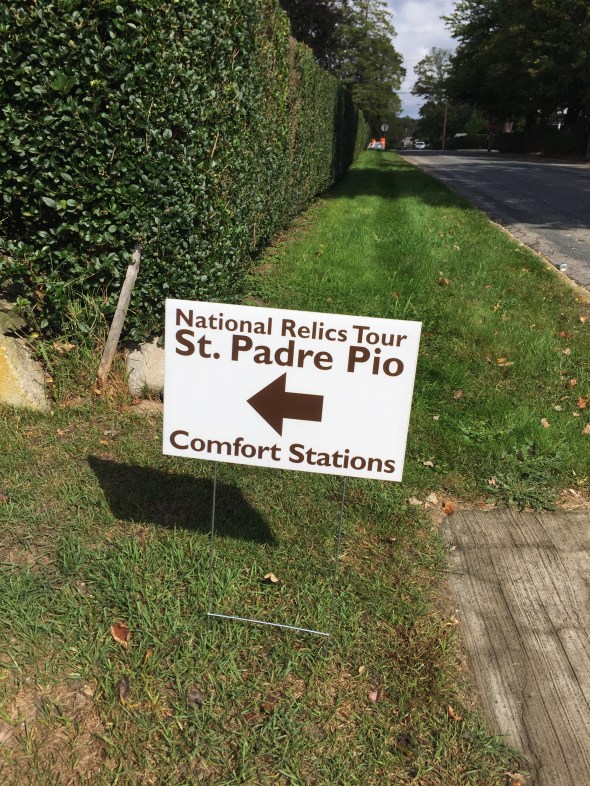 National Relics Tour
St. Padre Pio
Comfort Stations